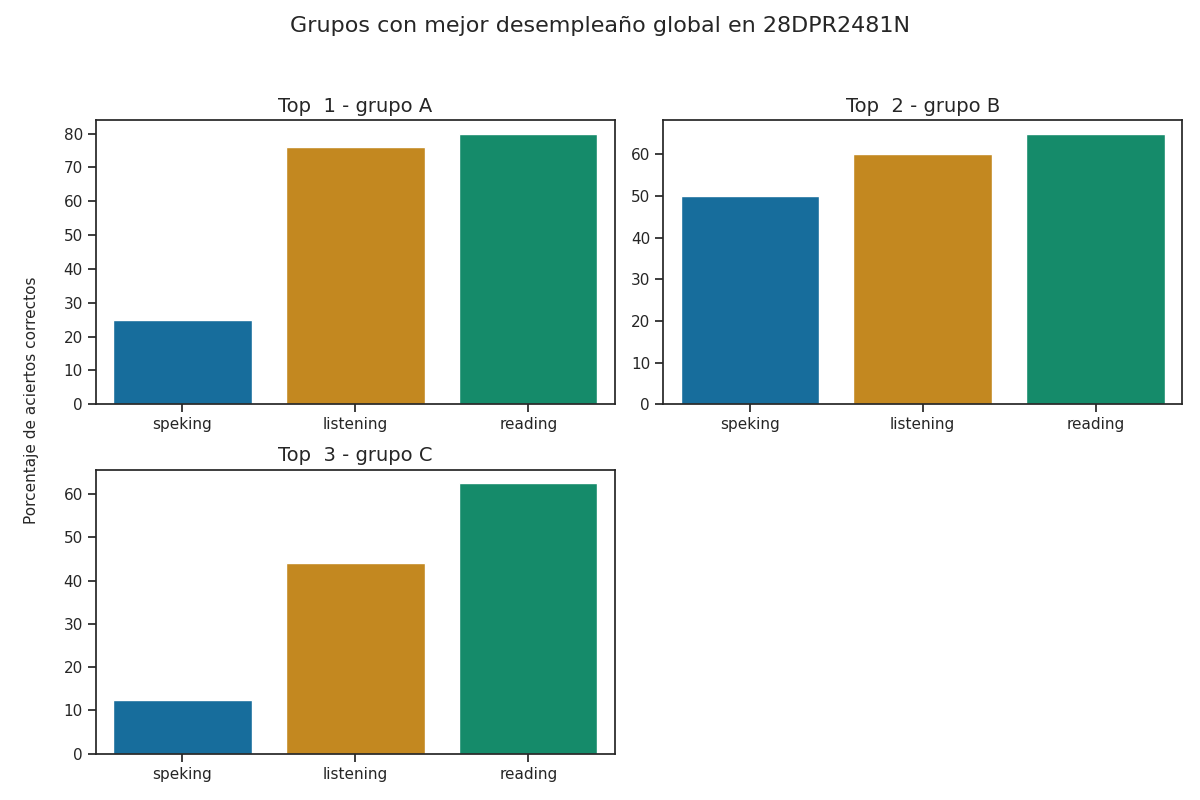 Grupos con mejor desempleaño global en 28DPR2481N
Porcentaje de aciertos correctos
Top  1 - grupo A
80
70
60
50
40
30
20
10
0
speking listening reading
Top  2 - grupo B
60
50
40
30
20
10
0
speking listening reading
Top  3 - grupo C
60
50
40
30
20
10
0
speking listening reading